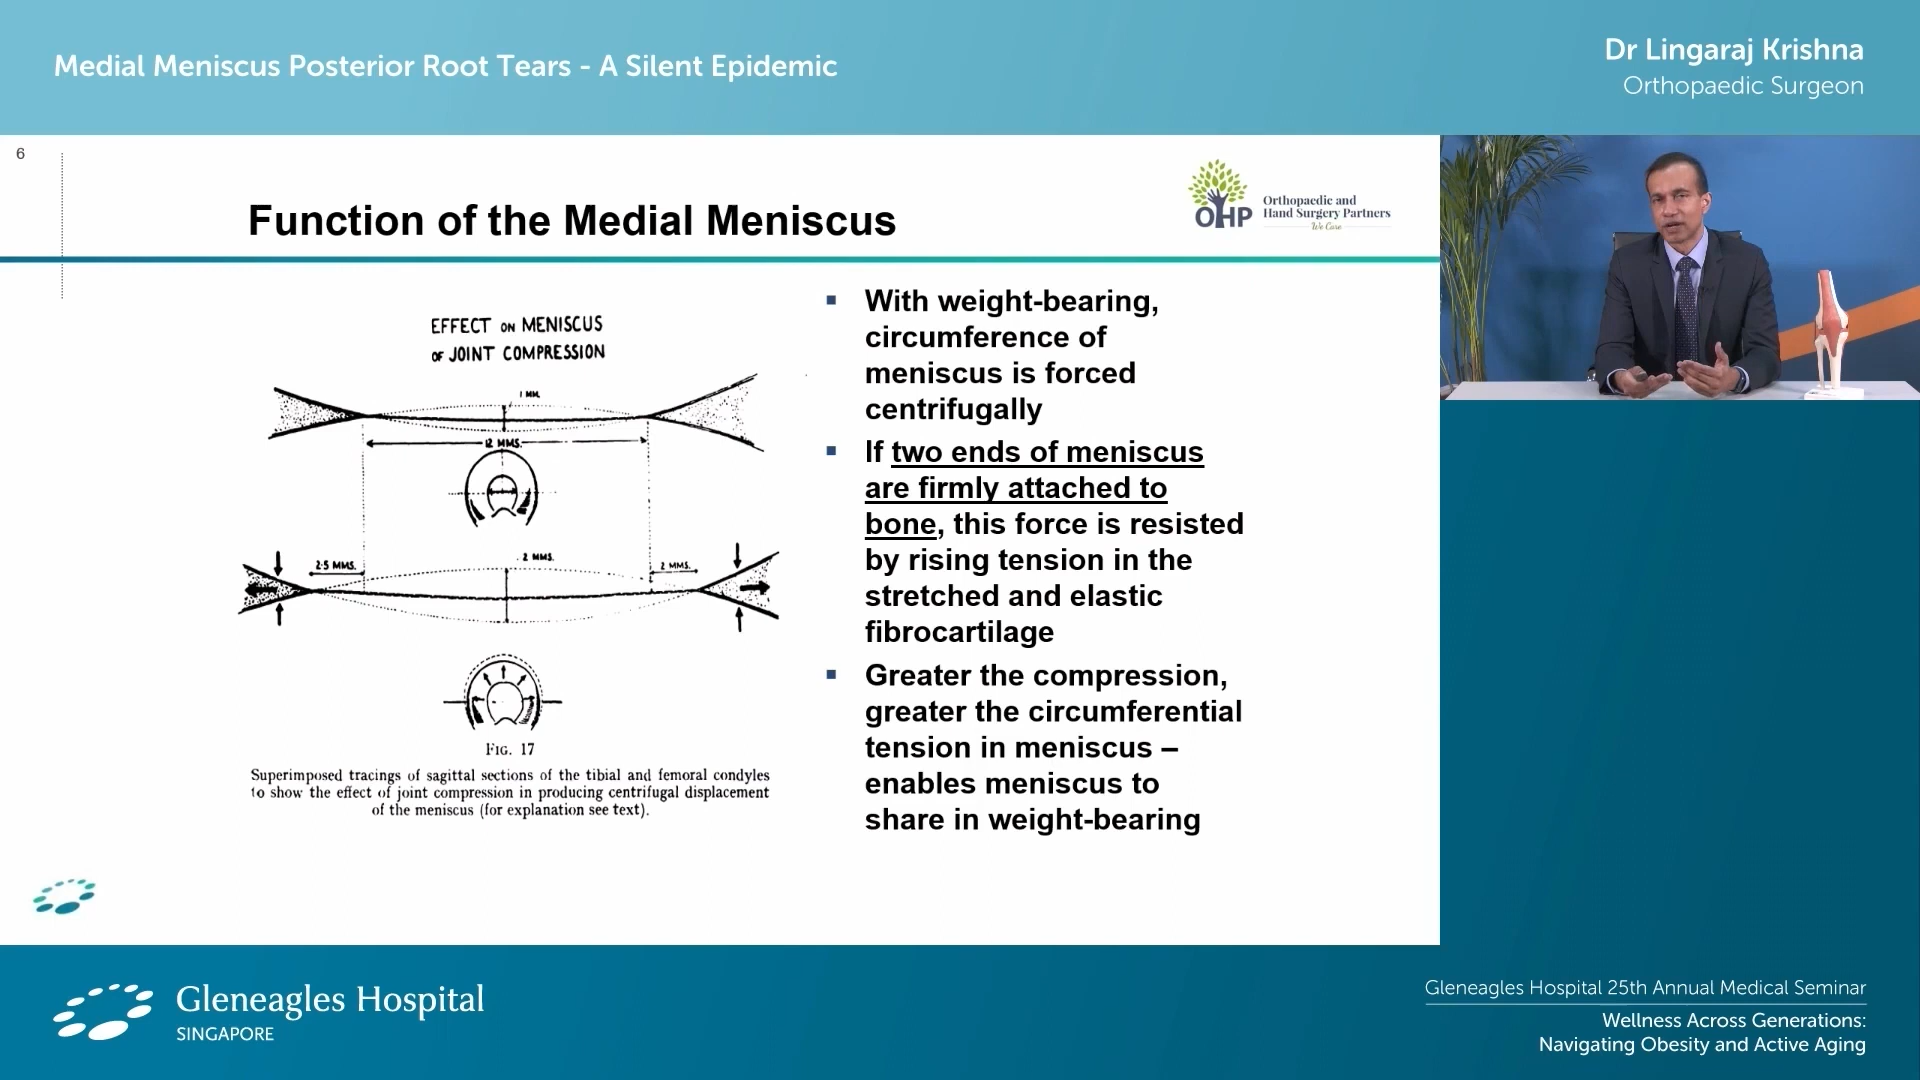 Medial Meniscus Posterior Root Tears - A Silent Epidemic
Dr Lingaraj Krishna
Orthopaedic Surgeon
6
Function of the Medial Meniscus
OHP
Orthopaedic and
Hand Surgery Partners
We Care
EFFECT ON MENISCUS
OF JOINT COMPRESSION
1 MM.
12 MMS.
2·5 MMS.
2 MMS.
2 MMS.
FIG. 17
Superimposed tracings of sagittal sections of the tibial and femoral condyles
to show the effect of joint compression in producing centrifugal displacement
of the meniscus (for explanation see text).
▪ With weight-bearing,
circumference of
meniscus is forced
centrifugally
▪ If two ends of meniscus
are firmly attached to
bone, this force is resisted
by rising tension in the
stretched and elastic
fibrocartilage
▪ Greater the compression,
greater the circumferential
tension in meniscus –
enables meniscus to
share in weight-bearing
Gleneagles Hospital
SINGAPORE
Gleneagles Hospital 25th Annual Medical Seminar
Wellness Across Generations:
Navigating Obesity and Active Aging